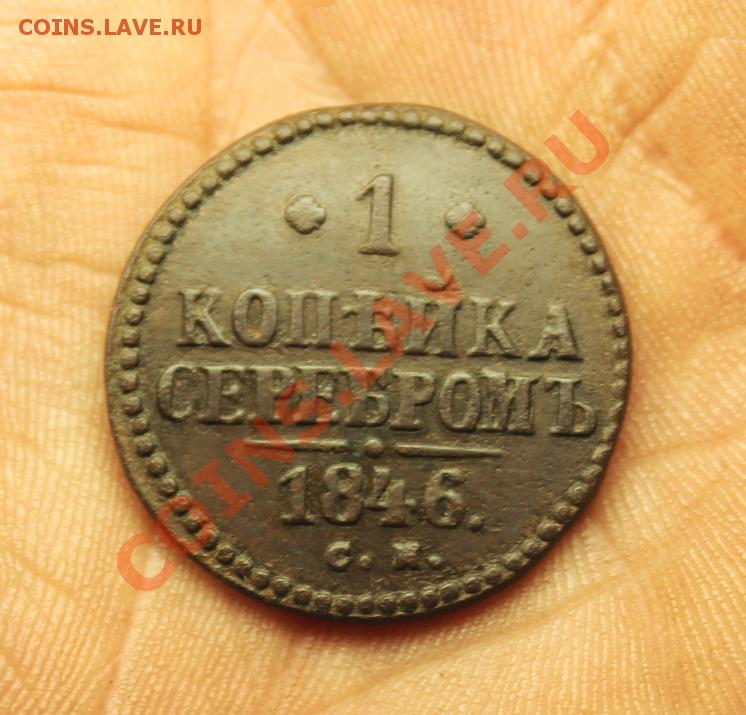 COINS.LAVE.RU
1
КОПѢЙКА
СЕРЕБРОМЪ
1846.
С.М.
COINS.LAVE.RU